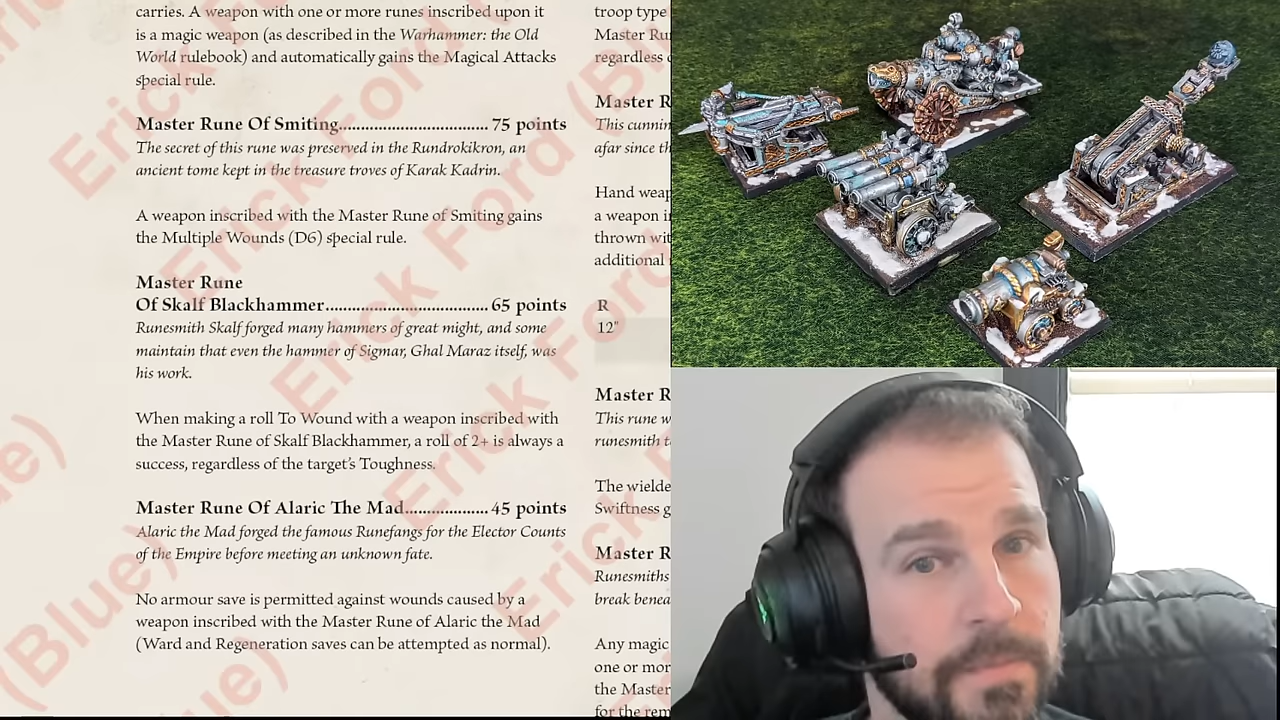 carries. A weapon with one or more runes inscribed upon it
is a magic weapon (as described in the Warhammer: the Old
World rulebook) and automatically gains the Magical Attacks
special rule.
Master Rune Of Smiting.................................. 75 points
The secret of this rune was preserved in the Rundrokikron, an
ancient tome kept in the treasure troves of Karak Kadrin.
A weapon inscribed with the Master Rune of Smiting gains
the Multiple Wounds (D6) special rule.
Master Rune
Of Skalf Blackhammer..................................... 65 points
Runesmith Skalf forged many hammers of great might, and some
maintain that even the hammer of Sigmar, Ghal Maraz itself, was
his work.
When making a roll To Wound with a weapon inscribed with
the Master Rune of Skalf Blackhammer, a roll of 2+ is always a
success, regardless of the target's Toughness.
Master Rune Of Alaric The Mad................... 45 points
Alaric the Mad forged the famous Runefangs for the Elector Counts
of the Empire before meeting an unknown fate.
No armour save is permitted against wounds caused by a
weapon inscribed with the Master Rune of Alaric the Mad
(Ward and Regeneration saves can be attempted as normal).
troop type
Master Ru
regardless
Master R
This cunnin
afar since th
Hand weap
a weapon i
thrown wit
additional
R
12"
Master R
This rune w
runesmith t
The wielde
Swiftness g
Master R
Runesmiths
break benea
Any magic
one or mor
the Master
for the rem
Erick Ford (Blue)